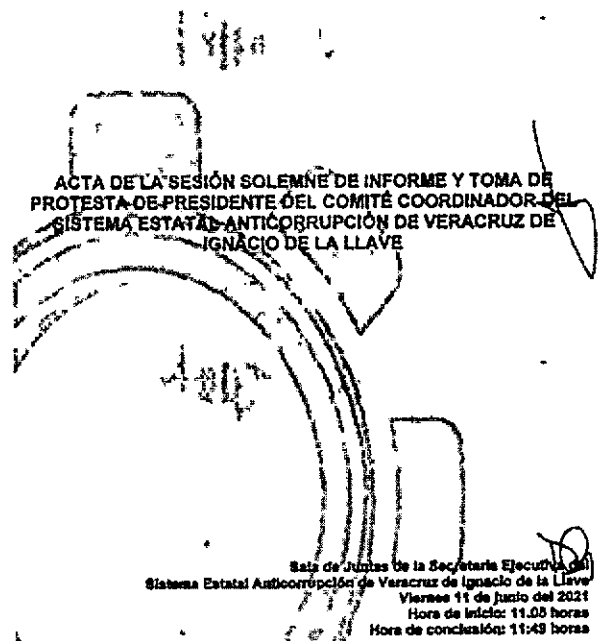 ACTA DE LA SESIÓN SOLEMNE DE INFORME Y TOMA DE
PROTESTA DE PRESIDENTE DEL COMITÉ COORDINADOR DEL
SISTEMA ESTATAL ANTICORRUPCIÓN DE VERACRUZ DE
IGNACIO DE LA LLAVE
Sala de Juntas de la Secretaría Ejecutiva del
Sistema Estatal Anticorrupción de Veracruz de Ignacio de la Llave
Viernes 11 de junio del 2021
Hora de inicio: 11:08 horas
Hora de conclusión: 11:49 horas